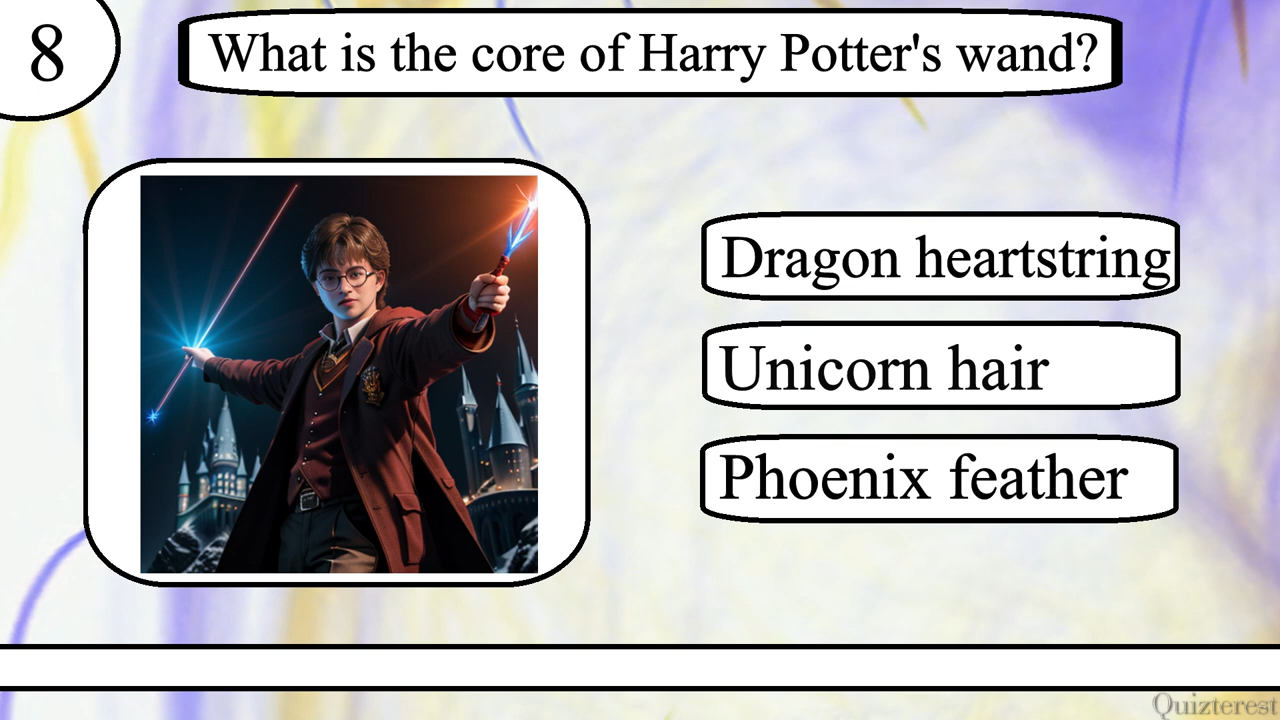 8
What is the core of Harry Potter's wand?
Dragon heartstring
Unicorn hair
Phoenix feather
Quizterest